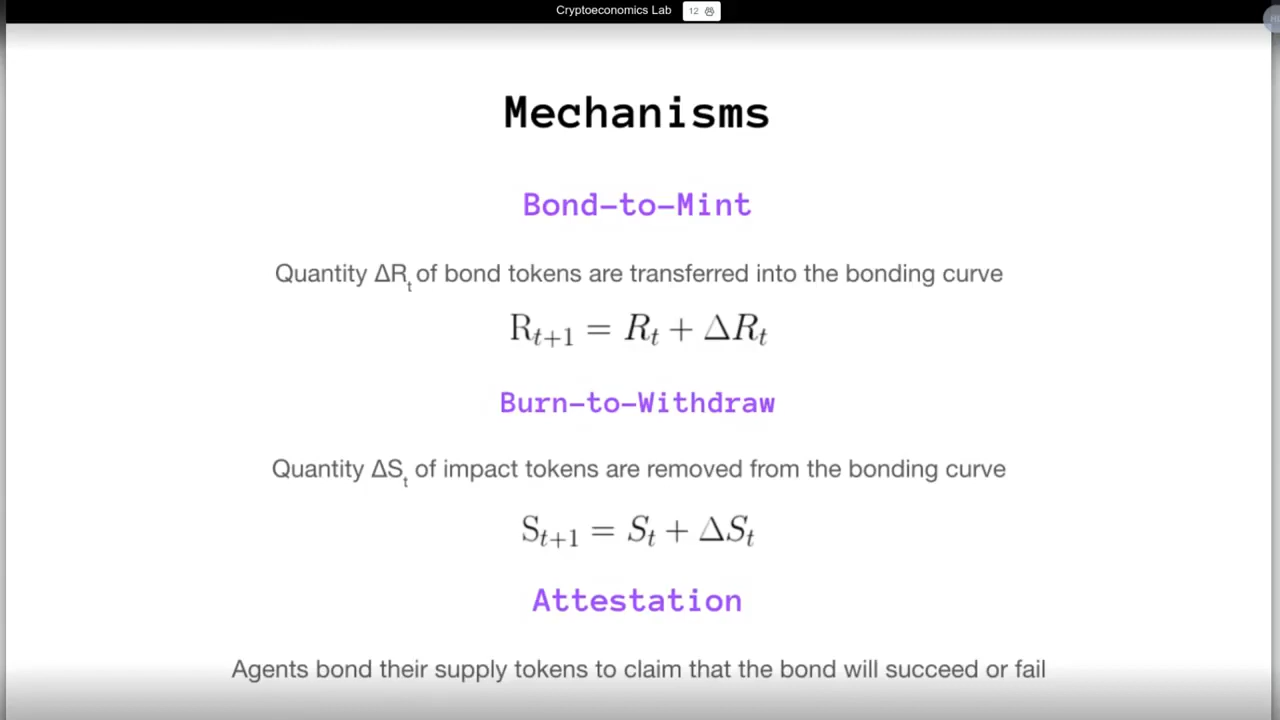 Cryptoeconomics Lab 12
Mechanisms
Bond-to-Mint
Quantity ΔRₜ of bond tokens are transferred into the bonding curve
Rₜ₊₁ = Rₜ + ΔRₜ
Burn-to-Withdraw
Quantity ΔSₜ of impact tokens are removed from the bonding curve
Sₜ₊₁ = Sₜ + ΔSₜ
Attestation
Agents bond their supply tokens to claim that the bond will succeed or fail